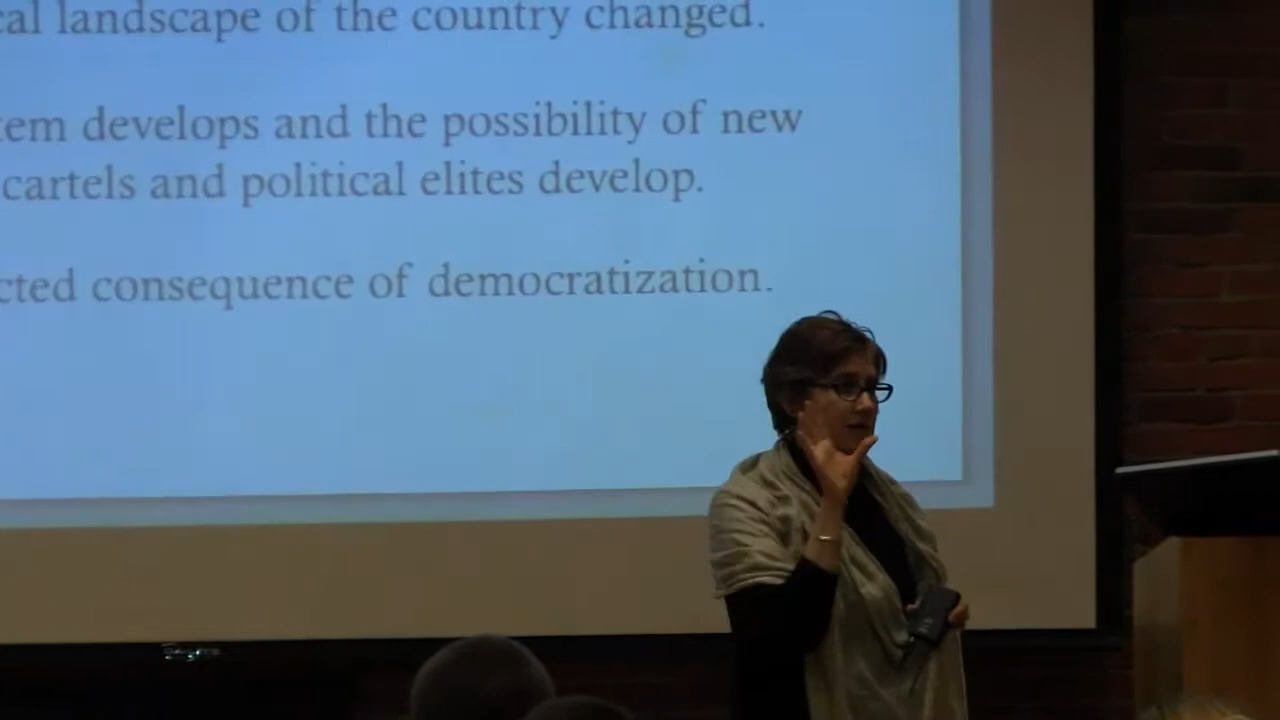 cal landscape of the country changed.
tem develops and the possibility of new
cartels and political elites develop.
cted consequence of democratization.